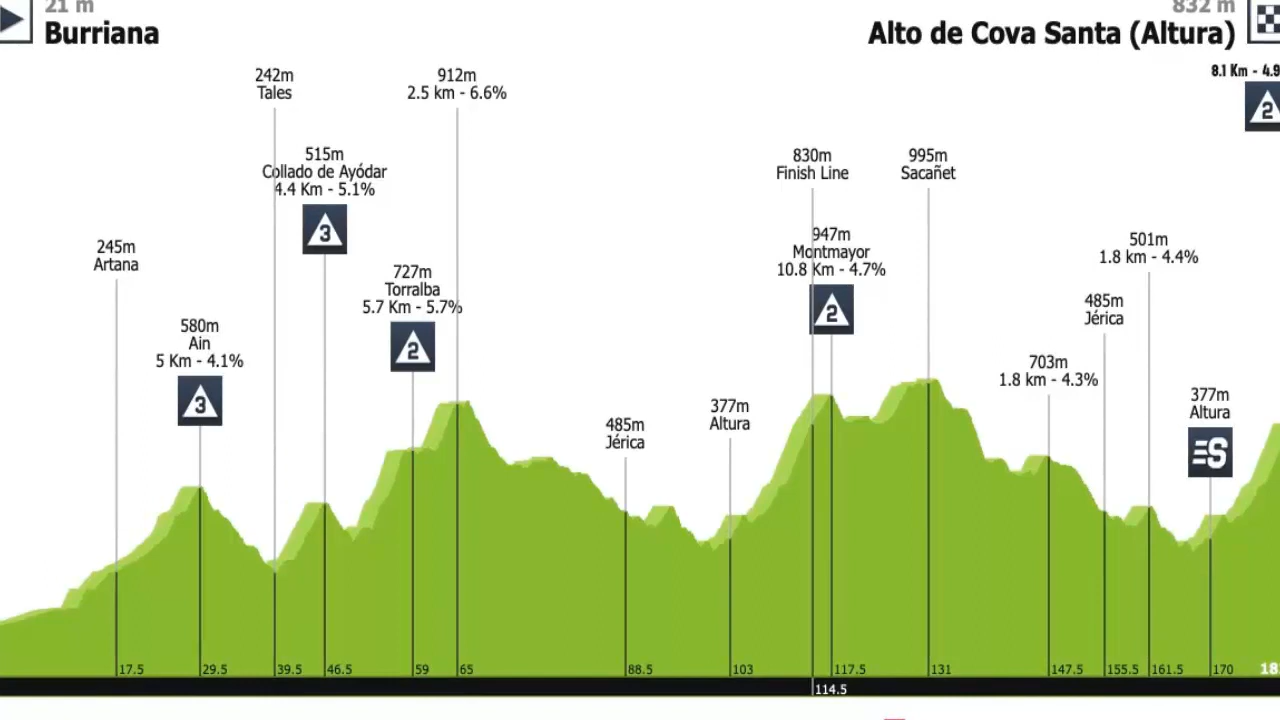 21 m
Burriana
832 m
Alto de Cova Santa (Altura)
8.1 Km - 4.9
2
242m
Tales
912m
2.5 km - 6.6%
515m
Collado de Ayódar
4.4 Km - 5.1%
3
830m
Finish Line
995m
Sacañet
245m
Artana
727m
Torralba
5.7 Km - 5.7%
2
947m
Montmayor
10.8 Km - 4.7%
2
501m
1.8 km - 4.4%
580m
Ain
5 Km - 4.1%
3
485m
Jérica
703m
1.8 km - 4.3%
485m
Jérica
377m
Altura
377m
Altura
S
17.5
29.5
39.5
46.5
59
65
88.5
103
117.5
131
147.5
155.5
161.5
170
18
114.5